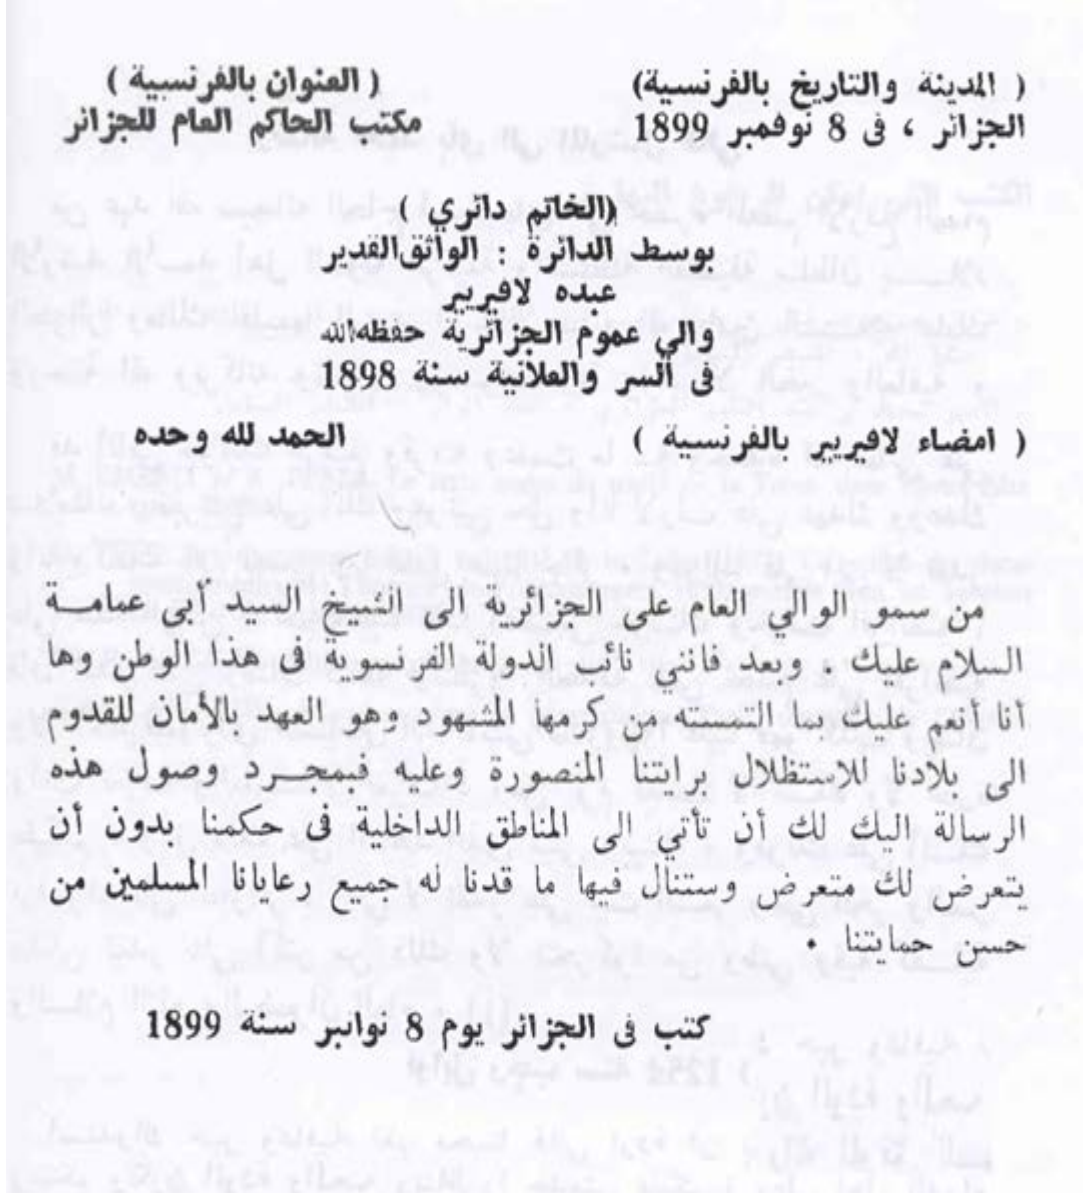 ( المدينة والتاريخ بالفرنسية)
الجزائر ، فى 8 نوفمبر 1899
( العنوان بالفرنسية )
مكتب الحاكم العام للجزائر
(الخاتم دائري )
بوسط الدائرة : الواثق القدير
عبده لافيريير
والي عموم الجزائرية حفظه الله
فى السر والعلانية سنة 1898
( امضاء لافيريير بالفرنسية )
الحمد لله وحده
من سمو الوالي العام على الجزائرية الى الشيخ السيد أبى عمامة
السلام عليك ، وبعد فانني نائب الدولة الفرنسوية فى هذا الوطن وها
أنا أنعم عليك بما التمسته من كرمها المشهود وهو العهد بالأمان للقدوم
الى بلادنا للاستظلال برايتنا المنصورة وعليه فبمجرد وصول هذه
الرسالة اليك لك أن تأتي الى المناطق الداخلية فى حكمنا بدون أن
يتعرض لك متعرض وستنال فيها ما قدنا له جميع رعايانا المسلمين من
حسن حمايتنا .
كتب فى الجزائر يوم 8 نوانبر سنة 1899